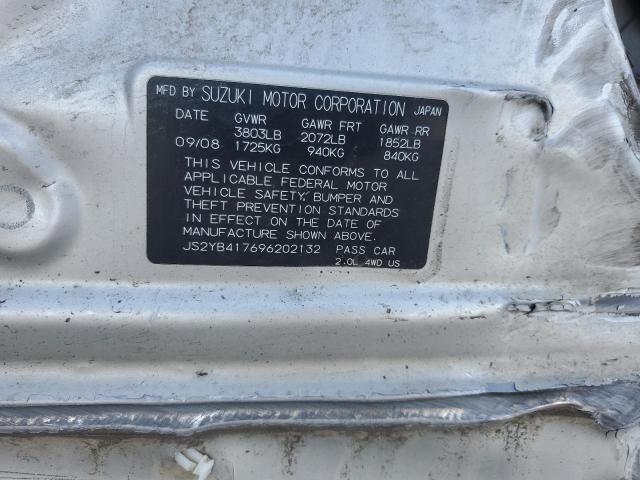 MFD BY SUZUKI MOTOR CORPORATION JAPAN
DATE GVWR GAWR FRT GAWR RR
3803LB 2072LB 1852LB
09/08 1725KG 940KG 840KG
THIS VEHICLE CONFORMS TO ALL
APPLICABLE FEDERAL MOTOR
VEHICLE SAFETY, BUMPER AND
THEFT PREVENTION STANDARDS
IN EFFECT ON THE DATE OF
MANUFACTURE SHOWN ABOVE.
JS2YB417696202132 PASS CAR
2.0L 4WD US